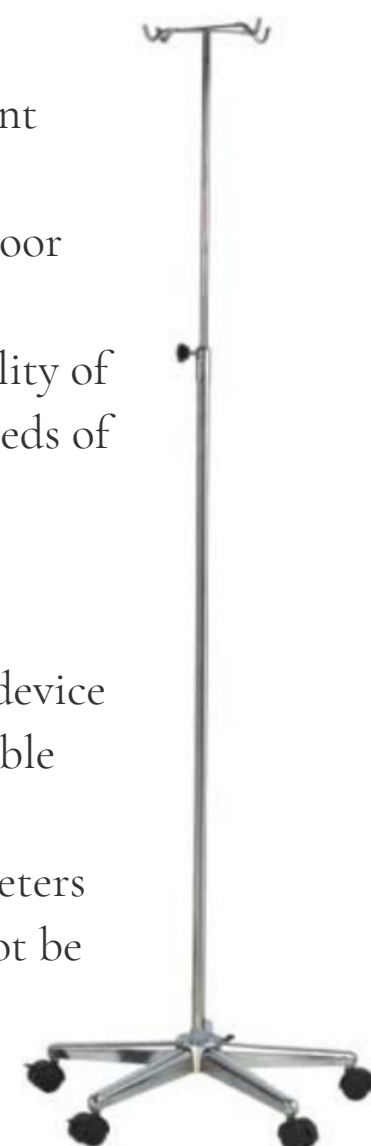 nt
oor
lity of
eds of
device
ble
eters
ot be